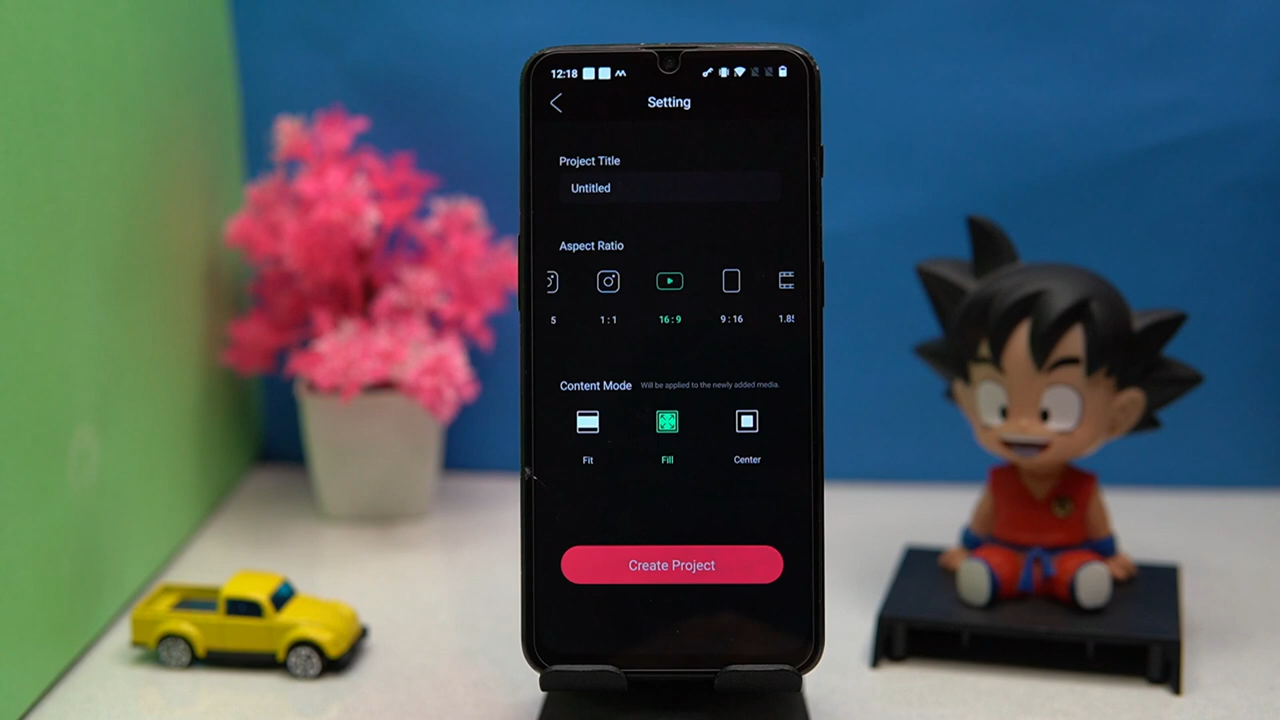 12:18
Setting
Project Title
Untitled
Aspect Ratio
5 1:1 16:9 9:16 1.85
Content Mode Will be applied to the newly added media.
Fit Fill Center
Create Project